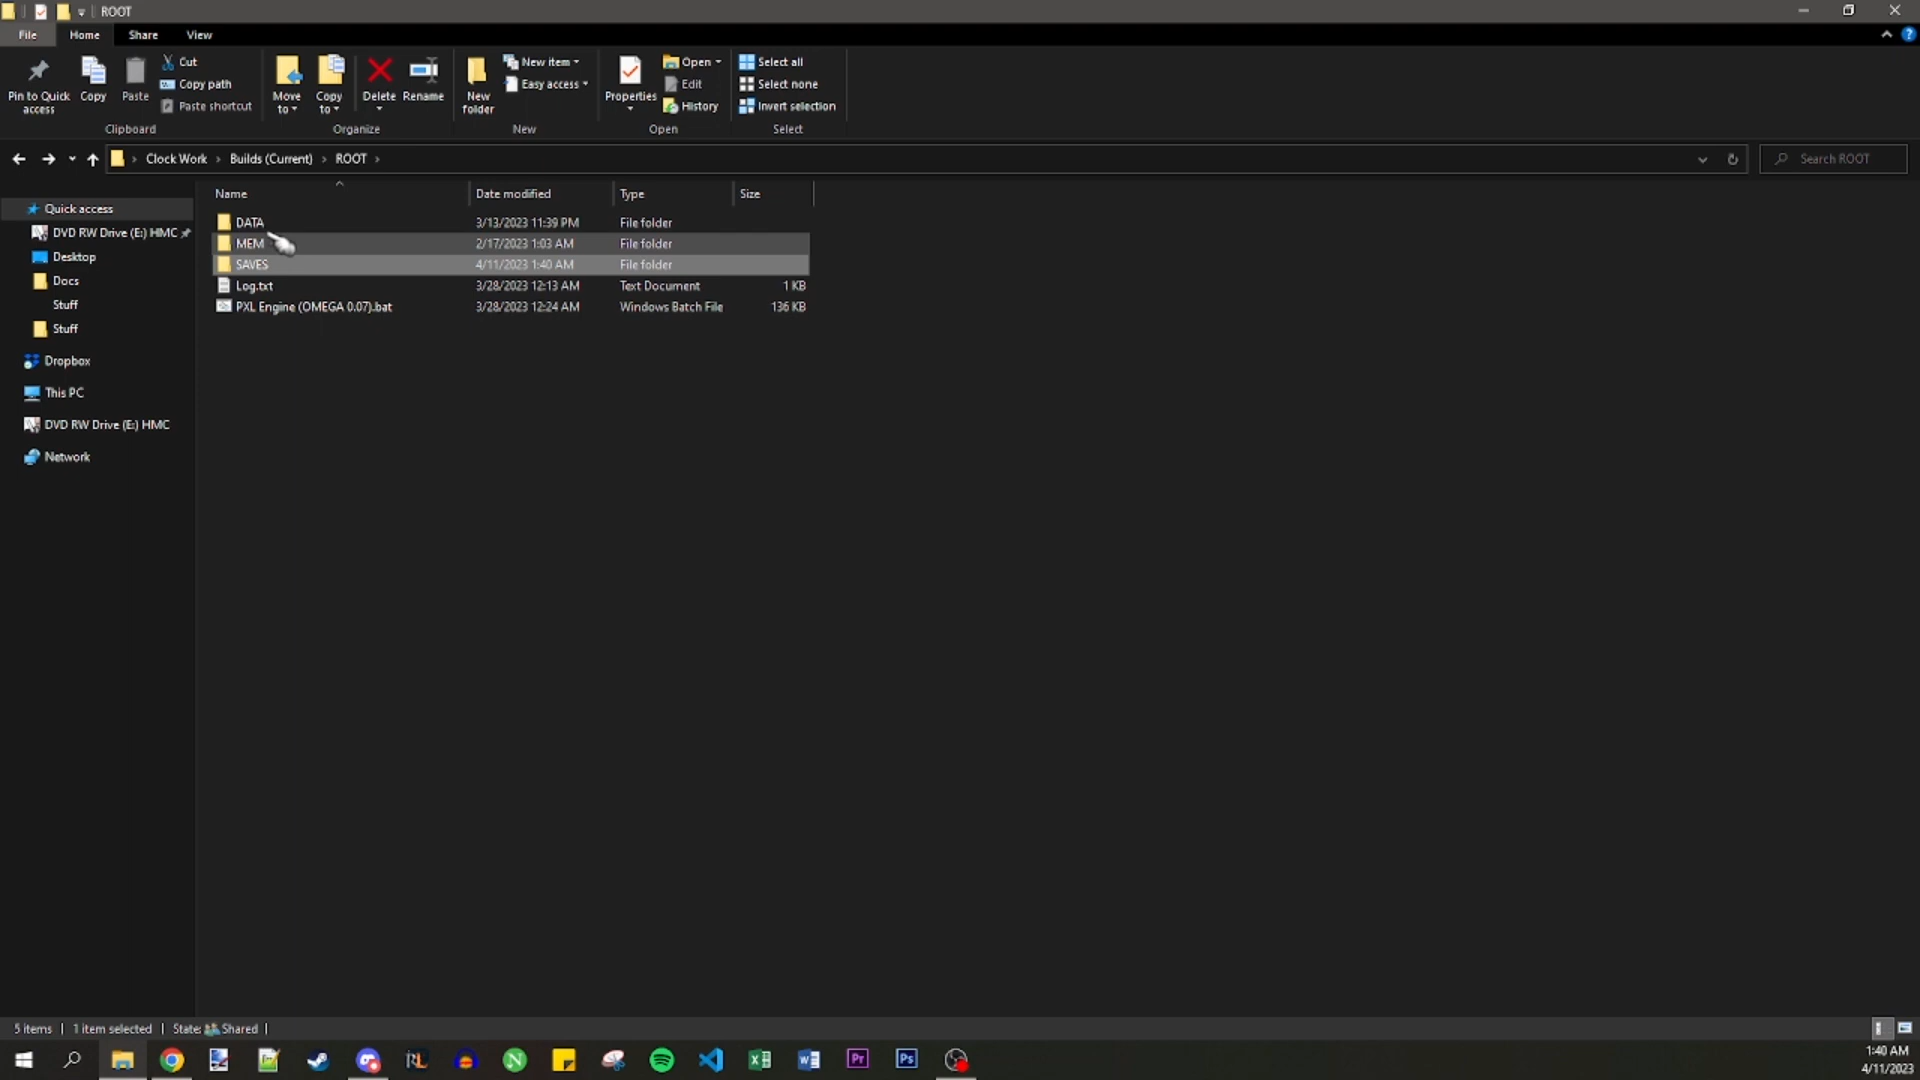 ROOT
File Home Share View
Pin to Quick access
Copy
Paste
Cut
Copy path
Paste shortcut
Clipboard
Move to
Copy to
Delete
Rename
Organize
New folder
New item
Easy access
New
Properties
Open
Edit
History
Open
Select all
Select none
Invert selection
Select
Clock Work › Builds (Current) › ROOT ›
Search ROOT
Name Date modified Type Size
DATA 3/13/2023 11:39 PM File folder
MEM 2/17/2023 1:03 AM File folder
SAVES 4/11/2023 1:40 AM File folder
Log.txt 3/28/2023 12:13 AM Text Document 1 KB
PXL Engine (OMEGA 0.07).bat 3/28/2023 12:24 AM Windows Batch File 136 KB
Quick access
DVD RW Drive (E:) HMC
Desktop
Docs
Stuff
Stuff
Dropbox
This PC
DVD RW Drive (E:) HMC
Network
5 items | 1 item selected | State: Shared |
N
RL
Pr
Ps
1:40 AM
4/11/2023